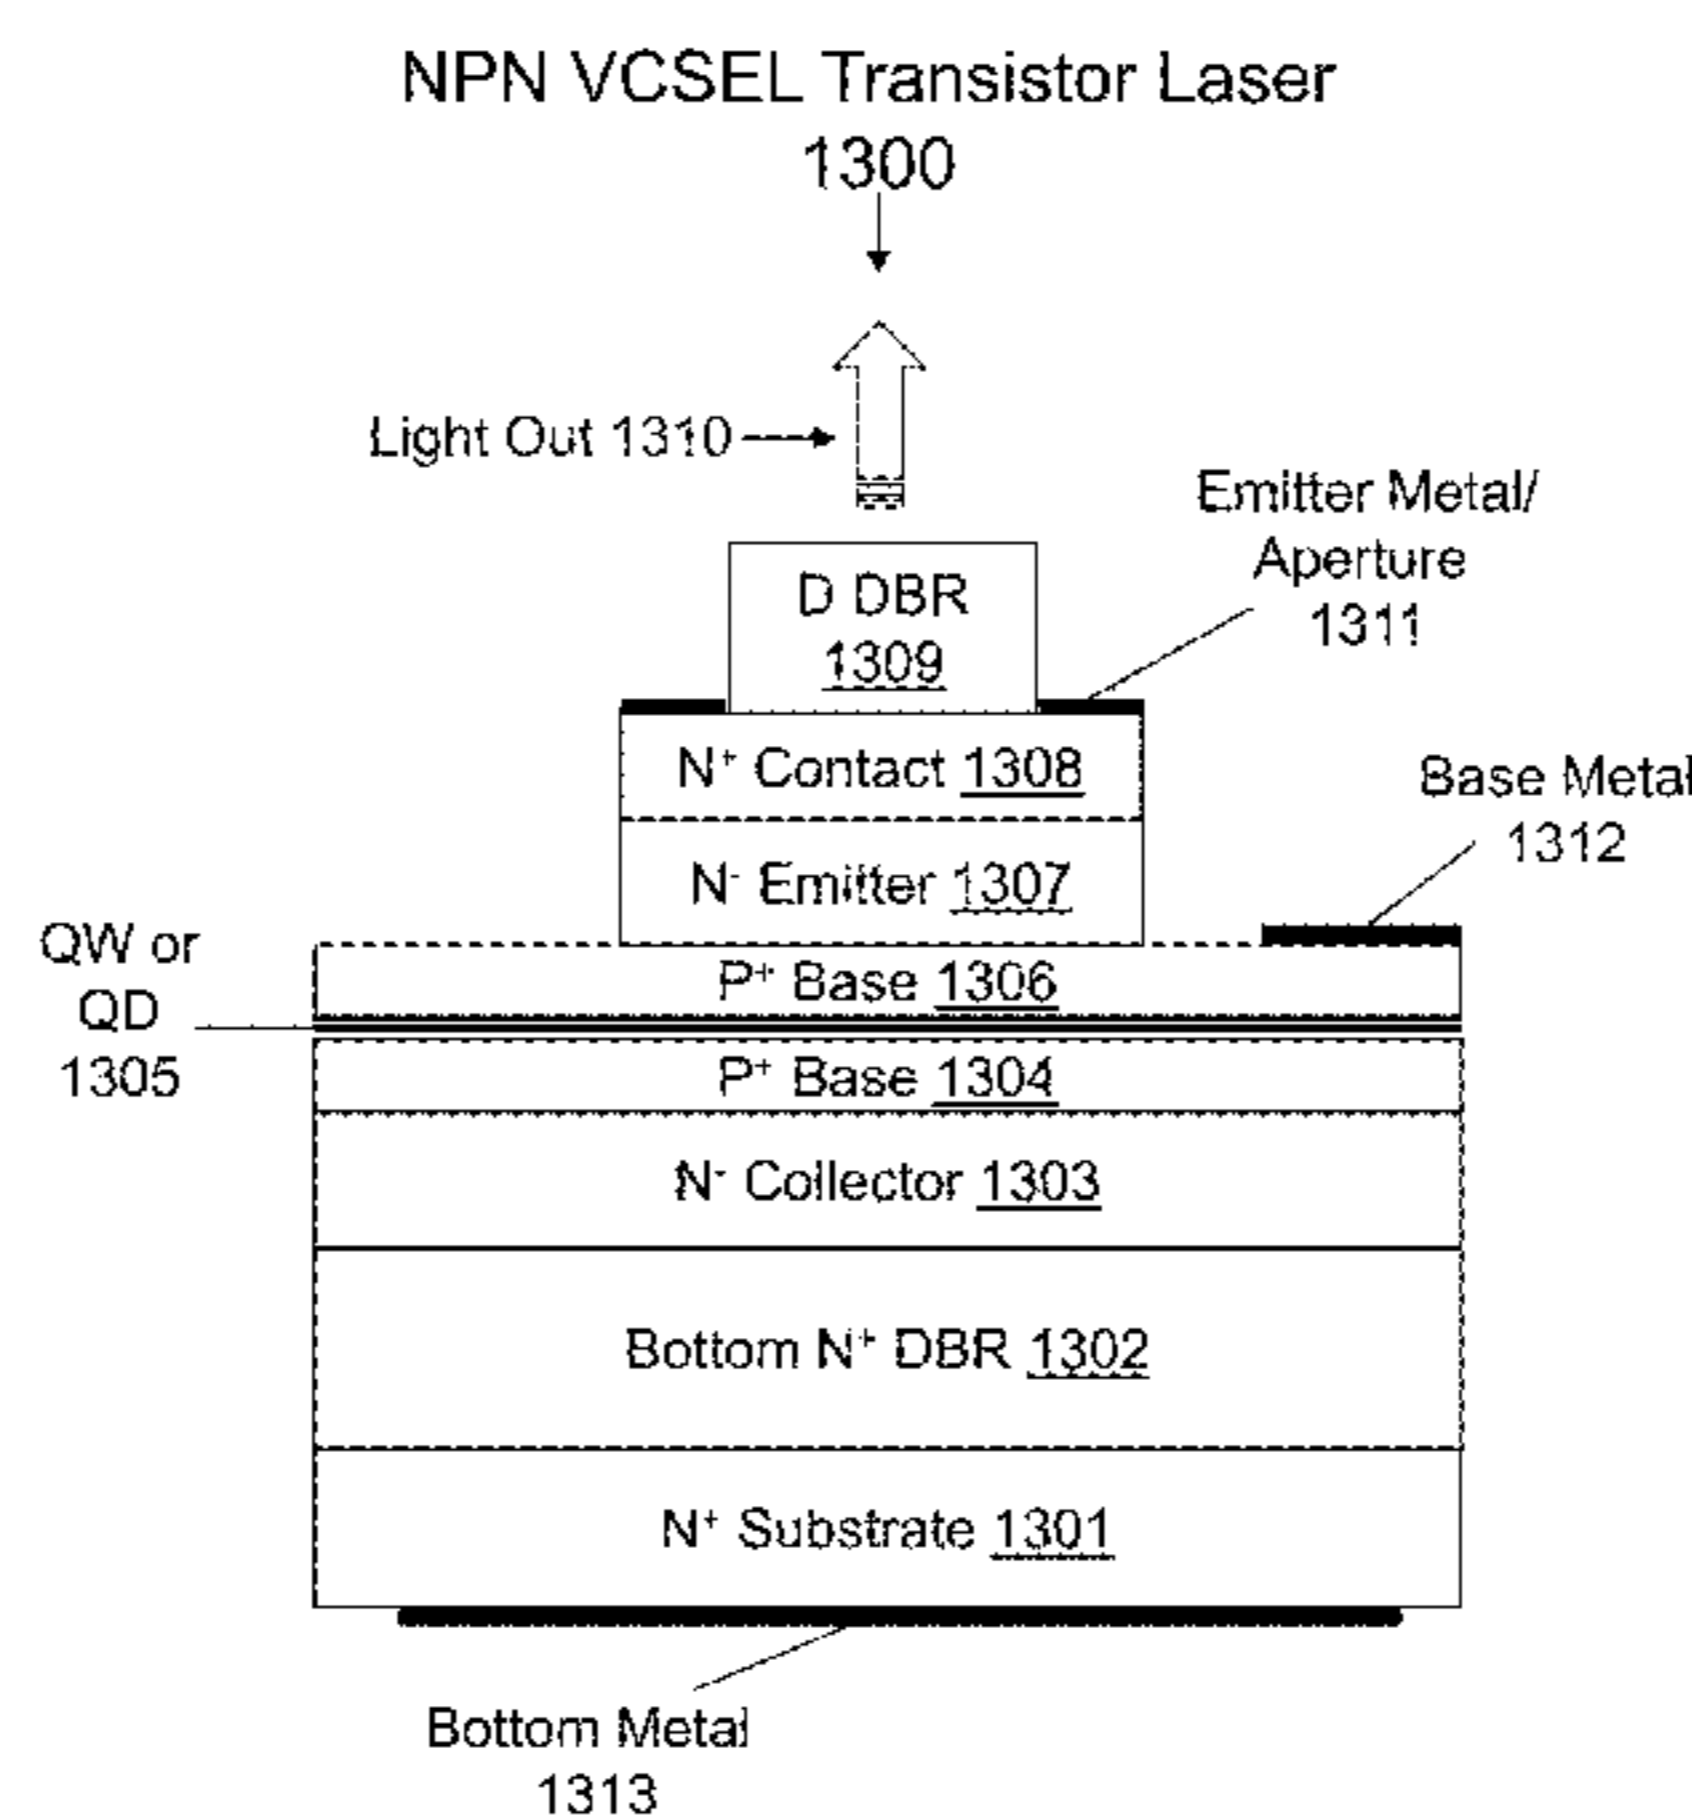 NPN VCSEL Transistor Laser
1300
Light Out 1310
Emitter Metal/
Aperture
1311
D DBR
1309
N⁺ Contact 1308
Base Metal
1312
N⁻ Emitter 1307
QW or
QD
1305
P⁺ Base 1306
P⁺ Base 1304
N⁻ Collector 1303
Bottom N⁺ DBR 1302
N⁺ Substrate 1301
Bottom Metal
1313